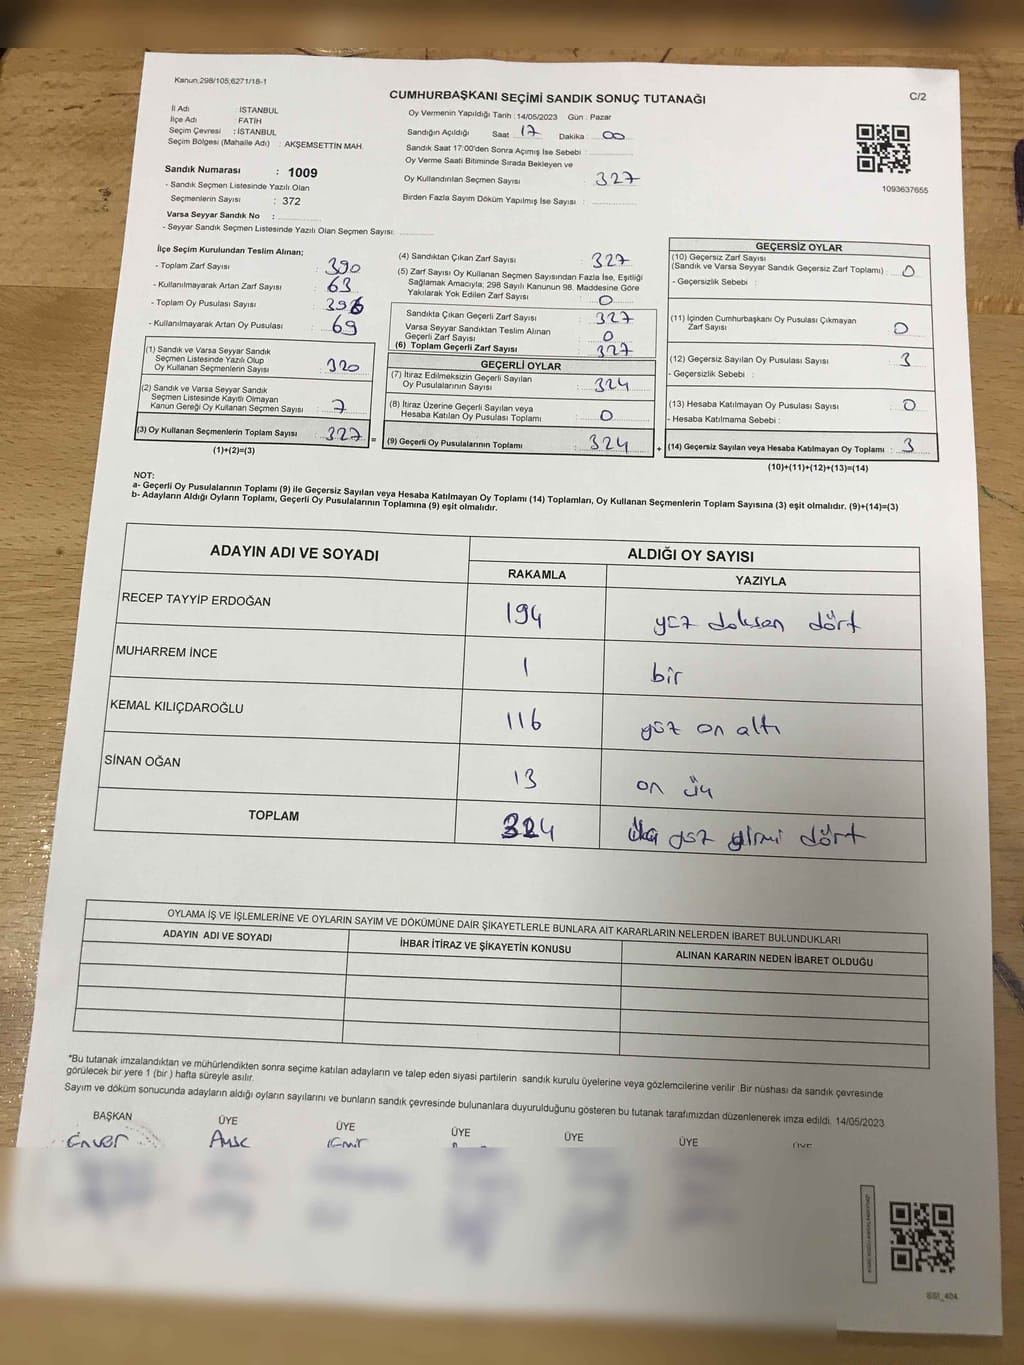 Kanun,298/105,6271/18-1
CUMHURBAŞKANI SEÇİMİ SANDIK SONUÇ TUTANAĞI
C/2
İl Adı : İSTANBUL
İlçe Adı : FATİH
Seçim Çevresi : İSTANBUL
Seçim Bölgesi (Mahalle Adı) : AKŞEMSETTİN MAH.
Sandık Numarası : 1009
- Sandık Seçmen Listesinde Yazılı Olan
Seçmenlerin Sayısı : 372
Varsa Seyyar Sandık No :
- Seyyar Sandık Seçmen Listesinde Yazılı Olan Seçmen Sayısı:
Oy Vermenin Yapıldığı Tarih : 14/05/2023 Gün : Pazar
Sandığın Açıldığı Saat 17 Dakika : 00
Sandık Saat 17:00'den Sonra Açımış İse Sebebi :
Oy Verme Saati Bitiminde Sırada Bekleyen ve
Oy Kullandırılan Seçmen Sayısı : 327
Birden Fazla Sayım Döküm Yapılmış İse Sayısı :
1093637655
İlçe Seçim Kurulundan Teslim Alınan;
- Toplam Zarf Sayısı : 390
- Kullanılmayarak Artan Zarf Sayısı : 63
- Toplam Oy Pusulası Sayısı : 396
- Kullanılmayarak Artan Oy Pusulası : 69
(1) Sandık ve Varsa Seyyar Sandık
Seçmen Listesinde Yazılı Olup
Oy Kullanan Seçmenlerin Sayısı : 320
(2) Sandık ve Varsa Seyyar Sandık
Seçmen Listesinde Kayıtlı Olmayan
Kanun Gereği Oy Kullanan Seçmen Sayısı : 7
(3) Oy Kullanan Seçmenlerin Toplam Sayısı : 327 =
(1)+(2)=(3)
(4) Sandıktan Çıkan Zarf Sayısı : 327
(5) Zarf Sayısı Oy Kullanan Seçmen Sayısından Fazla İse, Eşitliği
Sağlamak Amacıyla; 298 Sayılı Kanunun 98. Maddesine Göre
Yakılarak Yok Edilen Zarf Sayısı : 0
Sandıkta Çıkan Geçerli Zarf Sayısı : 327
Varsa Seyyar Sandıktan Teslim Alınan
Geçerli Zarf Sayısı : 0
(6) Toplam Geçerli Zarf Sayısı : 327
GEÇERLİ OYLAR
(7) İtiraz Edilmeksizin Geçerli Sayılan
Oy Pusulalarının Sayısı : 324
(8) İtiraz Üzerine Geçerli Sayılan veya
Hesaba Katılan Oy Pusulası Toplamı : 0
(9) Geçerli Oy Pusulalarının Toplamı : 324 +
GEÇERSİZ OYLAR
(10) Geçersiz Zarf Sayısı
(Sandık ve Varsa Seyyar Sandık Geçersiz Zarf Toplamı) : 0
- Geçersizlik Sebebi :
(11) İçinden Cumhurbaşkanı Oy Pusulası Çıkmayan
Zarf Sayısı : 0
(12) Geçersiz Sayılan Oy Pusulası Sayısı : 3
- Geçersizlik Sebebi :
(13) Hesaba Katılmayan Oy Pusulası Sayısı : 0
- Hesaba Katılmama Sebebi :
(14) Geçersiz Sayılan veya Hesaba Katılmayan Oy Toplamı : 3
(10)+(11)+(12)+(13)=(14)
NOT:
a- Geçerli Oy Pusulalarının Toplamı (9) ile Geçersiz Sayılan veya Hesaba Katılmayan Oy Toplamı (14) Toplamları, Oy Kullanan Seçmenlerin Toplam Sayısına (3) eşit olmalıdır. (9)+(14)=(3)
b- Adayların Aldığı Oyların Toplamı, Geçerli Oy Pusulalarının Toplamına (9) eşit olmalıdır.
ADAYIN ADI VE SOYADI ALDIĞI OY SAYISI
RAKAMLA YAZIYLA
RECEP TAYYİP ERDOĞAN 194 yüz doksan dört
MUHARREM İNCE 1 bir
KEMAL KILIÇDAROĞLU 116 yüz on altı
SİNAN OĞAN 13 on üç
TOPLAM 324 yüz yirmi dört
OYLAMA İŞ VE İŞLEMLERİNE VE OYLARIN SAYIM VE DÖKÜMÜNE DAİR ŞİKAYETLERLE BUNLARA AİT KARARLARIN NELERDEN İBARET BULUNDUKLARI
ADAYIN ADI VE SOYADI İHBAR İTİRAZ VE ŞİKAYETİN KONUSU ALINAN KARARIN NEDEN İBARET OLDUĞU
*Bu tutanak imzalandıktan ve mühürlendikten sonra seçime katılan adayların ve talep eden siyasi partilerin sandık kurulu üyelerine veya gözlemcilerine verilir .Bir nüshası da sandık çevresinde
görülecek bir yere 1 (bir ) hafta süreyle asılır.
Sayım ve döküm sonucunda adayların aldığı oyların sayılarını ve bunların sandık çevresinde bulunanlara duyurulduğunu gösteren bu tutanak tarafımızdan düzenlenerek imza edildi. 14/05/2023
BAŞKAN ÜYE ÜYE ÜYE ÜYE ÜYE ÜYE
Enver